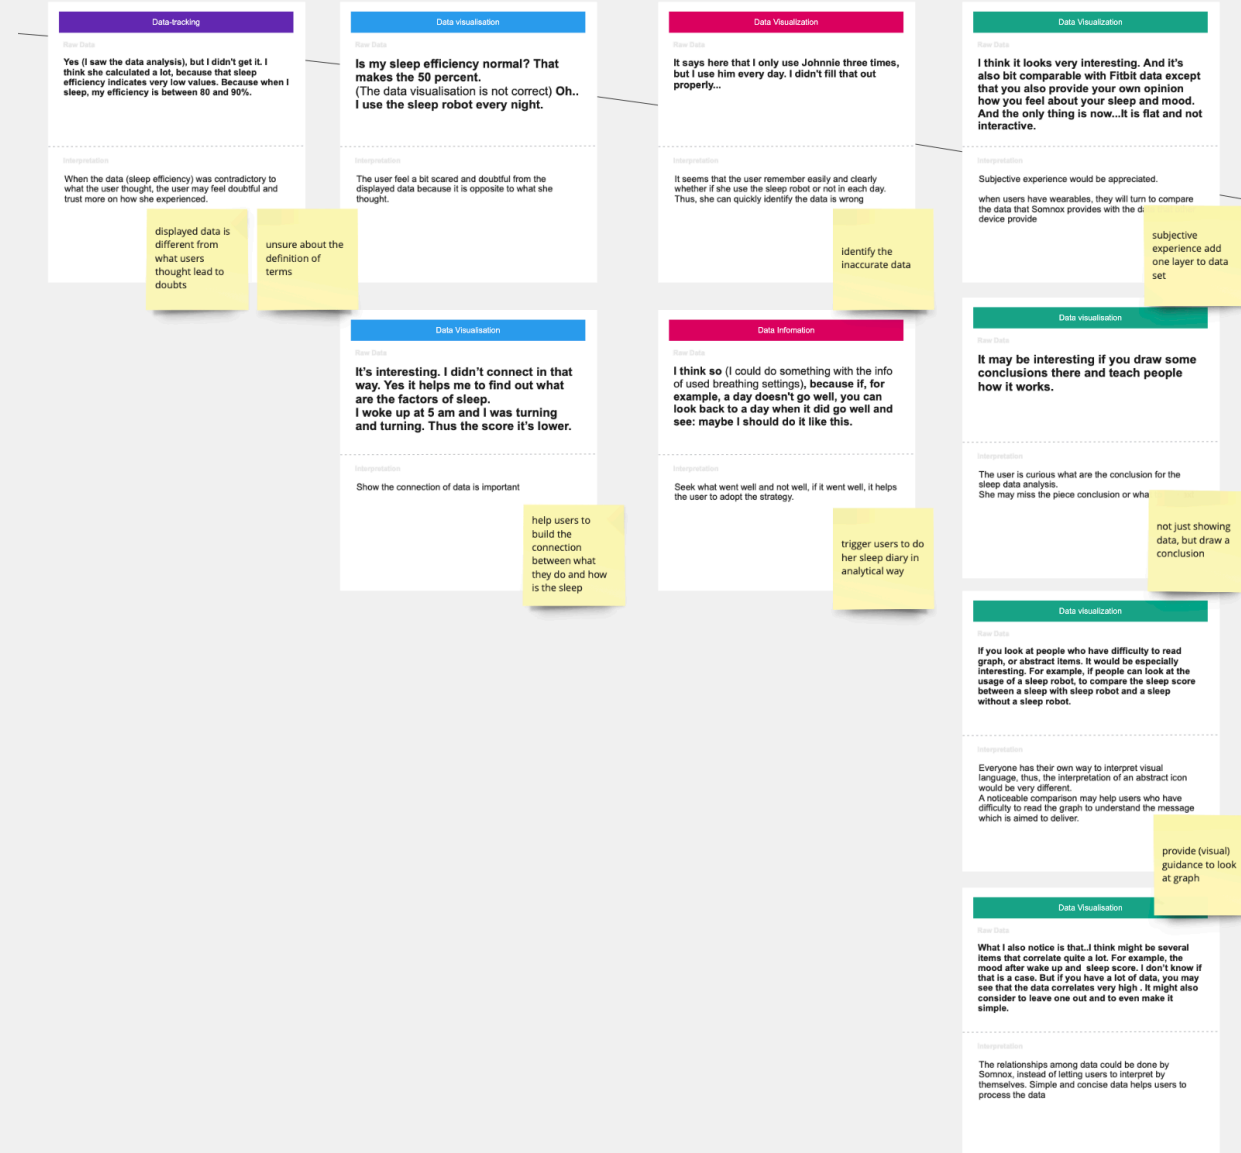 Data-tracking
Raw Data
Yes (I saw the data analysis), but I didn't get it. I
think she calculated a lot, because that sleep
efficiency indicates very low values. Because when I
sleep, my efficiency is between 80 and 90%.
Interpretation
When the data (sleep efficiency) was contradictory to
what the user thought, the user may feel doubtful and
trust more on how she experienced.
displayed data is
different from
what users
thought lead to
doubts
unsure about the
definition of
terms
Data visualisation
Raw Data
Is my sleep efficiency normal? That
makes the 50 percent.
(The data visualisation is not correct) Oh..
I use the sleep robot every night.
Interpretation
The user feel a bit scared and doubtful from the
displayed data because it is opposite to what she
thought.
Data Visualisation
Raw Data
It's interesting. I didn't connect in that
way. Yes it helps me to find out what
are the factors of sleep.
I woke up at 5 am and I was turning
and turning. Thus the score it's lower.
Interpretation
Show the connection of data is important
help users to
build the
connection
between what
they do and how
is the sleep
Data Visualization
Raw Data
It says here that I only use Johnnie three times,
but I use him every day. I didn't fill that out
properly...
Interpretation
It seems that the user remember easily and clearly
whether if she use the sleep robot or not in each day.
Thus, she can quickly identify the data is wrong
identify the
inaccurate data
Data Infomation
Raw Data
I think so (I could do something with the info
of used breathing settings), because if, for
example, a day doesn't go well, you can
look back to a day when it did go well and
see: maybe I should do it like this.
Interpretation
Seek what went well and not well, if it went well, it helps
the user to adopt the strategy.
trigger users to do
her sleep diary in
analytical way
Data Visualization
Raw Data
I think it looks very interesting. And it's
also bit comparable with Fitbit data except
that you also provide your own opinion
how you feel about your sleep and mood.
And the only thing is now...It is flat and not
interactive.
Interpretation
Subjective experience would be appreciated.
when users have wearables, they will turn to compare
the data that Somnox provides with the da
device provide
subjective
experience add
one layer to data
set
Data visualisation
Raw Data
It may be interesting if you draw some
conclusions there and teach people
how it works.
Interpretation
The user is curious what are the conclusion for the
sleep data analysis.
She may miss the piece conclusion or wha
not just showing
data, but draw a
conclusion
Data visualization
Raw Data
If you look at people who have difficulty to read
graph, or abstract items. It would be especially
interesting. For example, if people can look at the
usage of a sleep robot, to compare the sleep score
between a sleep with sleep robot and a sleep
without a sleep robot.
Interpretation
Everyone has their own way to interpret visual
language, thus, the interpretation of an abstract icon
would be very different.
A noticeable comparison may help users who have
difficulty to read the graph to understand the message
which is aimed to deliver.
provide (visual)
guidance to look
at graph
Data Visualisation
Raw Data
What I also notice is that..I think might be several
items that correlate quite a lot. For example, the
mood after wake up and sleep score. I don't know if
that is a case. But if you have a lot of data, you may
see that the data correlates very high . It might also
consider to leave one out and to even make it
simple.
Interpretation
The relationships among data could be done by
Somnox, instead of letting users to interpret by
themselves. Simple and concise data helps users to
process the data